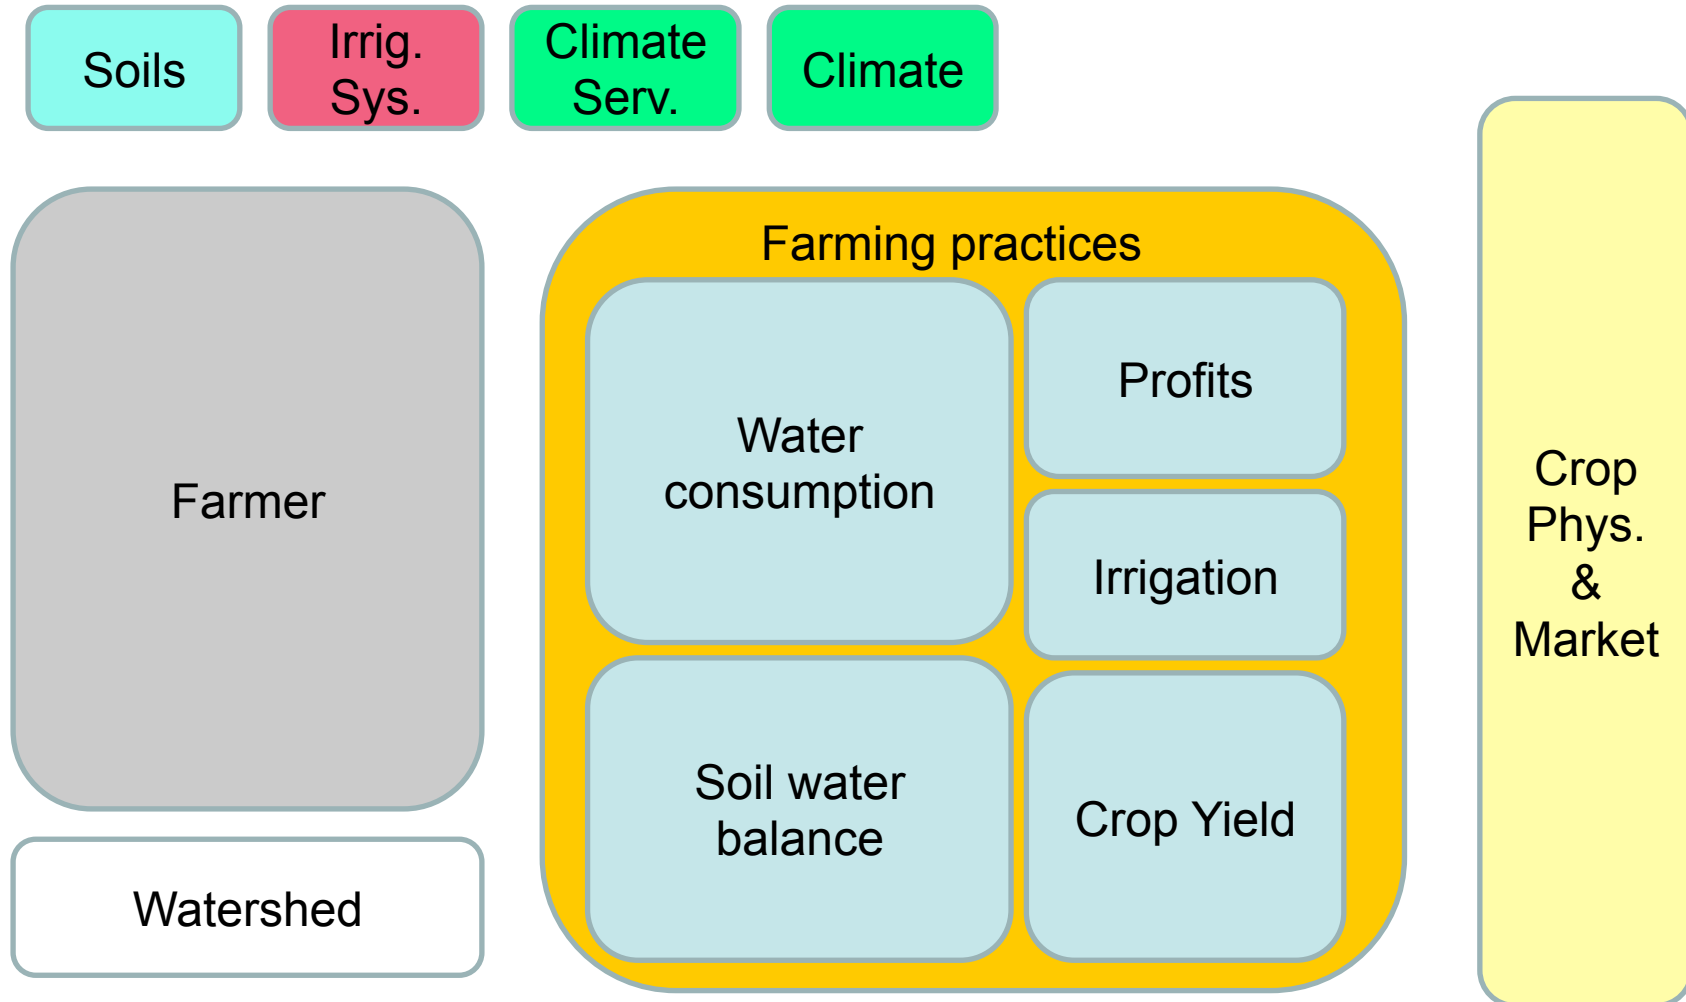 Soils
Irrig.
Sys.
Climate
Serv.
Climate
Farmer
Watershed
Farming practices
Water
consumption
Profits
Irrigation
Soil water
balance
Crop Yield
Crop
Phys.
&
Market